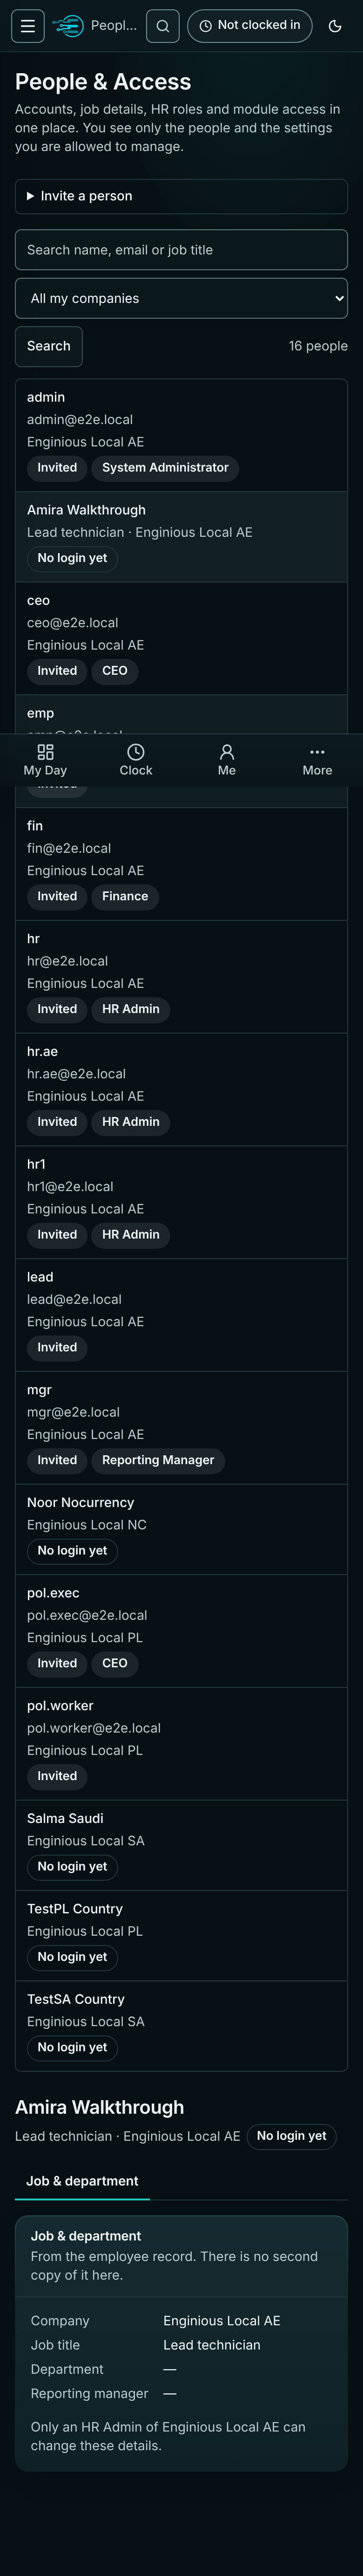 Peopl...
Not clocked in
People & Access
Accounts, job details, HR roles and module access in
one place. You see only the people and the settings
you are allowed to manage.
Invite a person
Search name, email or job title
All my companies
Search
16 people
admin
admin@e2e.local
Enginious Local AE
Invited
System Administrator
Amira Walkthrough
Lead technician · Enginious Local AE
No login yet
ceo
ceo@e2e.local
Enginious Local AE
Invited
CEO
emp
My Day
Clock
Me
More
fin
fin@e2e.local
Enginious Local AE
Invited
Finance
hr
hr@e2e.local
Enginious Local AE
Invited
HR Admin
hr.ae
hr.ae@e2e.local
Enginious Local AE
Invited
HR Admin
hr1
hr1@e2e.local
Enginious Local AE
Invited
HR Admin
lead
lead@e2e.local
Enginious Local AE
Invited
mgr
mgr@e2e.local
Enginious Local AE
Invited
Reporting Manager
Noor Nocurrency
Enginious Local NC
No login yet
pol.exec
pol.exec@e2e.local
Enginious Local PL
Invited
CEO
pol.worker
pol.worker@e2e.local
Enginious Local PL
Invited
Salma Saudi
Enginious Local SA
No login yet
TestPL Country
Enginious Local PL
No login yet
TestSA Country
Enginious Local SA
No login yet
Amira Walkthrough
Lead technician · Enginious Local AE
No login yet
Job & department
Job & department
From the employee record. There is no second
copy of it here.
Company
Enginious Local AE
Job title
Lead technician
Department
—
Reporting manager
—
Only an HR Admin of Enginious Local AE can
change these details.